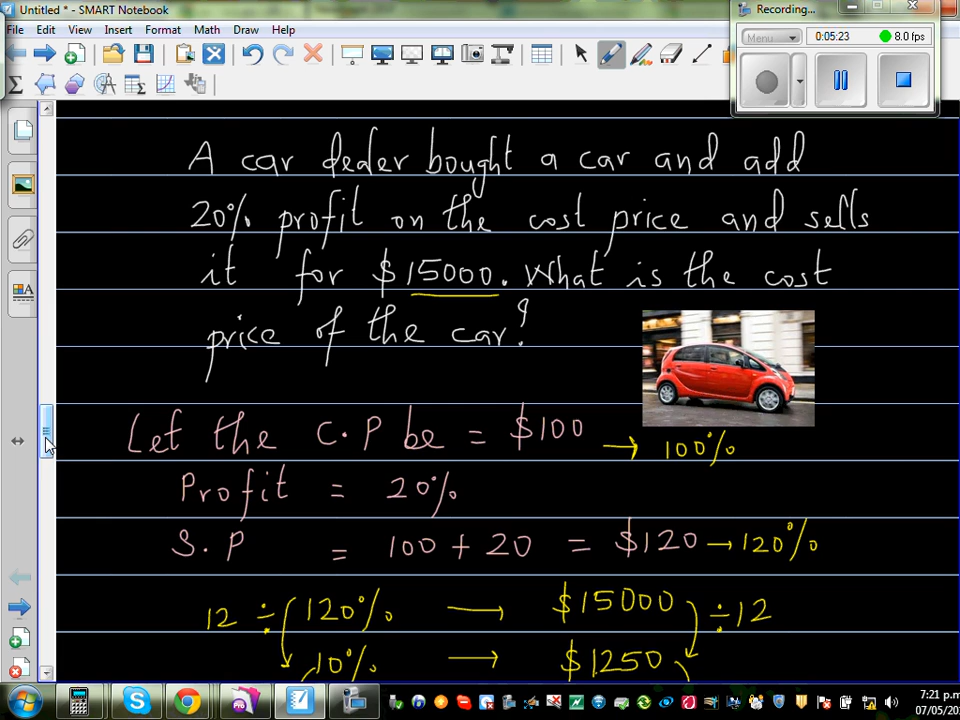 Untitled * - SMART Notebook
Recording...
File Edit View Insert Format Math Draw Help
Menu
0:05:23
8.0 fps
A car dealer bought a car and add
20% profit on the cost price and sells
it for $15000. What is the cost
price of the car?
Let the C.P be = $100 → 100%
Profit = 20%
S.P = 100 + 20 = $120 → 120%
12 ÷ 120% → $15000 ÷ 12
10% → $1250
7:21 p.m